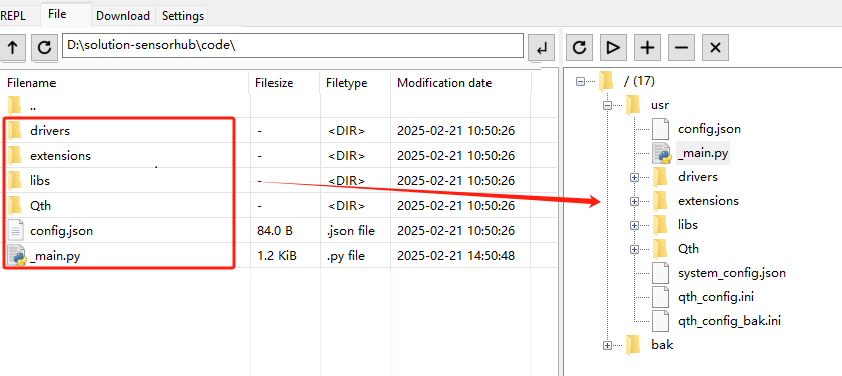 REPL File Download Settings
D:\solution-sensorhub\code\
Filename Filesize Filetype Modification date
..
drivers - <DIR> 2025-02-21 10:50:26
extensions - <DIR> 2025-02-21 10:50:26
libs - <DIR> 2025-02-21 10:50:26
Qth - <DIR> 2025-02-21 10:50:26
config.json 84.0 B .json file 2025-02-21 10:50:26
_main.py 1.2 KiB .py file 2025-02-21 14:50:48
/ (17)
usr
config.json
_main.py
drivers
extensions
libs
Qth
system_config.json
qth_config.ini
qth_config_bak.ini
bak